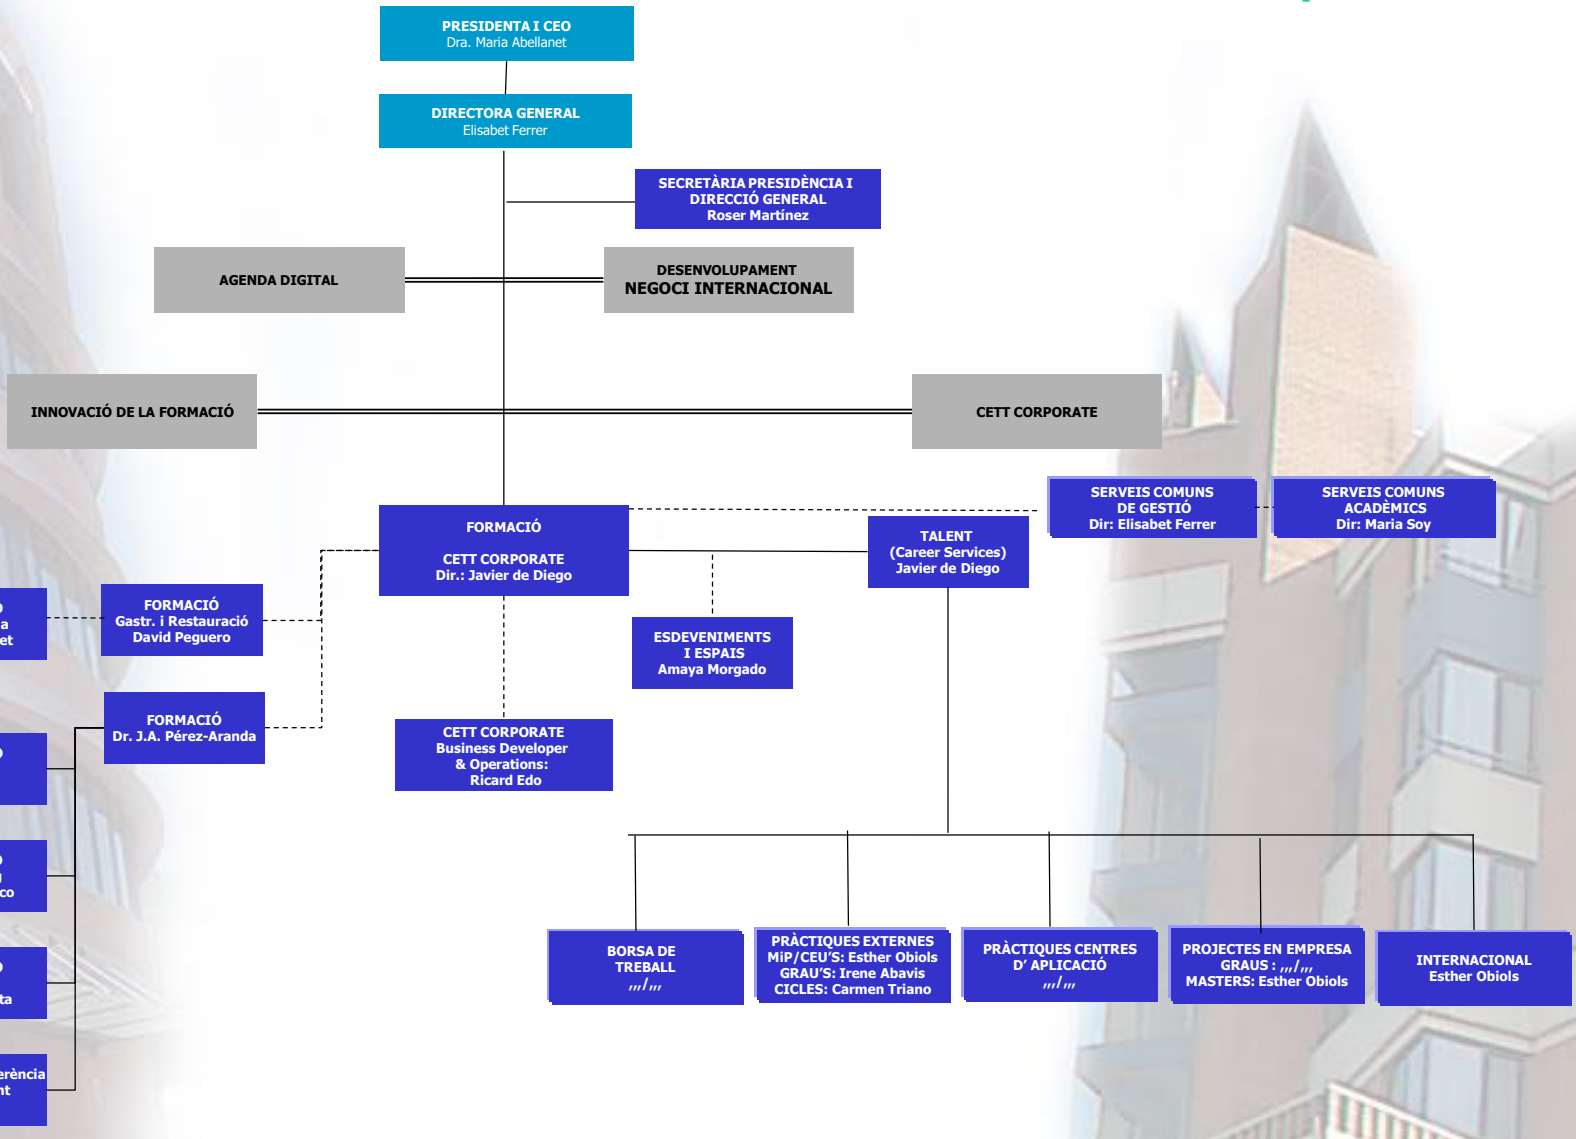 PRESIDENTA I CEO
Dra. Maria Abellanet
DIRECTORA GENERAL
Elisabet Ferrer
SECRETÀRIA PRESIDÈNCIA I
DIRECCIÓ GENERAL
Roser Martínez
AGENDA DIGITAL
DESENVOLUPAMENT
NEGOCI INTERNACIONAL
INNOVACIÓ DE LA FORMACIÓ
CETT CORPORATE
SERVEIS COMUNS
DE GESTIÓ
Dir: Elisabet Ferrer
SERVEIS COMUNS
ACADÈMICS
Dir: Maria Soy
FORMACIÓ
CETT CORPORATE
Dir.: Javier de Diego
TALENT
(Career Services)
Javier de Diego
FORMACIÓ
Gastr. i Restauració
David Peguero
ESDEVENIMENTS
I ESPAIS
Amaya Morgado
FORMACIÓ
Dr. J.A. Pérez-Aranda
CETT CORPORATE
Business Developer
& Operations:
Ricard Edo
BORSA DE
TREBALL
,,,/,,,
PRÀCTIQUES EXTERNES
MiP/CEU'S: Esther Obiols
GRAU'S: Irene Abavis
CICLES: Carmen Triano
PRÀCTIQUES CENTRES
D' APLICACIÓ
,,,/,,,
PROJECTES EN EMPRESA
GRAUS : ,,,/,,,
MASTERS: Esther Obiols
INTERNACIONAL
Esther Obiols